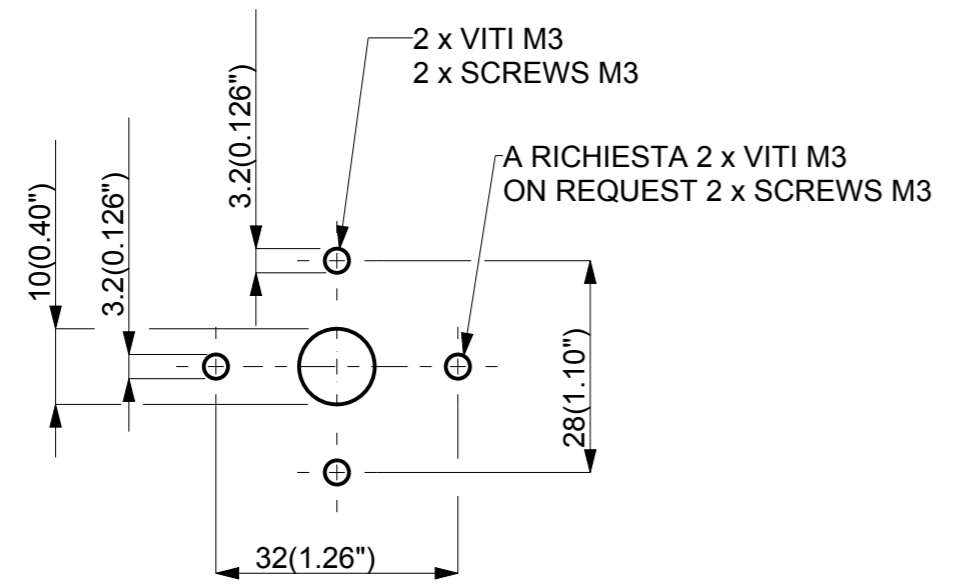 2 x VITI M3
2 x SCREWS M3
A RICHIESTA 2 x VITI M3
ON REQUEST 2 x SCREWS M3
3.2(0.126")
3.2(0.126")
10(0.40")
28(1.10")
32(1.26")